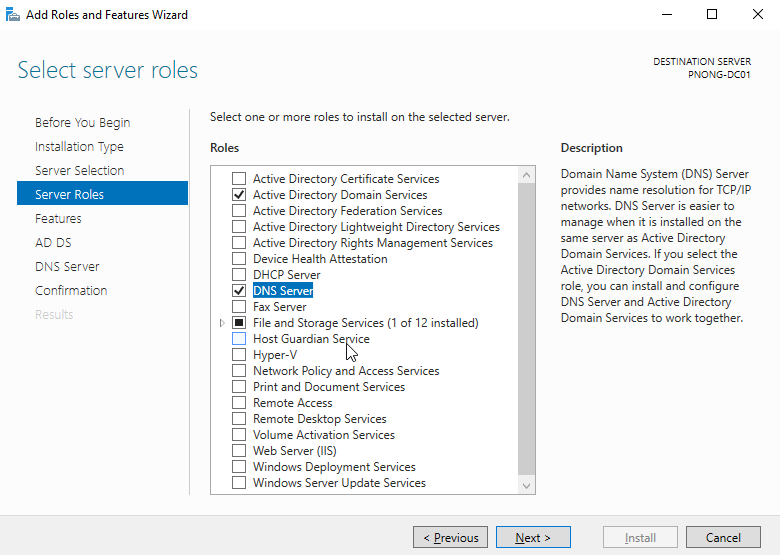 Add Roles and Features Wizard
Select server roles
DESTINATION SERVER
PNONG-DC01
Before You Begin
Installation Type
Server Selection
Server Roles
Features
AD DS
DNS Server
Confirmation
Results
Select one or more roles to install on the selected server.
Roles
Active Directory Certificate Services
Active Directory Domain Services
Active Directory Federation Services
Active Directory Lightweight Directory Services
Active Directory Rights Management Services
Device Health Attestation
DHCP Server
DNS Server
Fax Server
File and Storage Services (1 of 12 installed)
Host Guardian Service
Hyper-V
Network Policy and Access Services
Print and Document Services
Remote Access
Remote Desktop Services
Volume Activation Services
Web Server (IIS)
Windows Deployment Services
Windows Server Update Services
Description
Domain Name System (DNS) Server
provides name resolution for TCP/IP
networks. DNS Server is easier to
manage when it is installed on the
same server as Active Directory
Domain Services. If you select the
Active Directory Domain Services
role, you can install and configure
DNS Server and Active Directory
Domain Services to work together.
< Previous
Next >
Install
Cancel